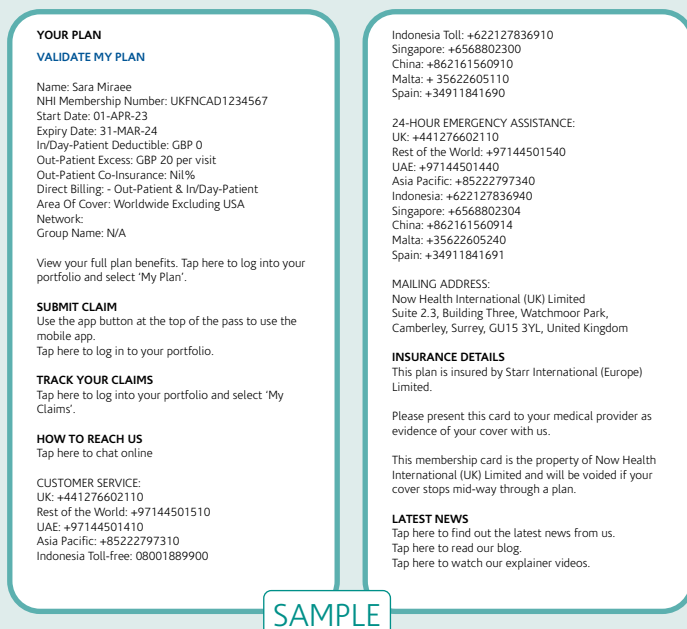 YOUR PLAN
VALIDATE MY PLAN
Name: Sara Miraee
NHI Membership Number: UKFNCAD1234567
Start Date: 01-APR-23
Expiry Date: 31-MAR-24
In/Day-Patient Deductible: GBP 0
Out-Patient Excess: GBP 20 per visit
Out-Patient Co-Insurance: Nil%
Direct Billing: - Out-Patient & In/Day-Patient
Area Of Cover: Worldwide Excluding USA
Network:
Group Name: N/A
View your full plan benefits. Tap here to log into your
portfolio and select ‘My Plan’.
SUBMIT CLAIM
Use the app button at the top of the pass to use the
mobile app.
Tap here to log in to your portfolio.
TRACK YOUR CLAIMS
Tap here to log into your portfolio and select ‘My
Claims’.
HOW TO REACH US
Tap here to chat online
CUSTOMER SERVICE:
UK: +441276602110
Rest of the World: +97144501510
UAE: +97144501410
Asia Pacific: +85222797310
Indonesia Toll-free: 08001889900
Indonesia Toll: +622127836910
Singapore: +6568802300
China: +862161560910
Malta: + 35622605110
Spain: +34911841690
24-HOUR EMERGENCY ASSISTANCE:
UK: +441276602110
Rest of the World: +97144501540
UAE: +97144501440
Asia Pacific: +85222797340
Indonesia: +622127836940
Singapore: +6568802304
China: +862161560914
Malta: +35622605240
Spain: +34911841691
MAILING ADDRESS:
Now Health International (UK) Limited
Suite 2.3, Building Three, Watchmoor Park,
Camberley, Surrey, GU15 3YL, United Kingdom
INSURANCE DETAILS
This plan is insured by Starr International (Europe)
Limited.
Please present this card to your medical provider as
evidence of your cover with us.
This membership card is the property of Now Health
International (UK) Limited and will be voided if your
cover stops mid-way through a plan.
LATEST NEWS
Tap here to find out the latest news from us.
Tap here to read our blog.
Tap here to watch our explainer videos.
SAMPLE